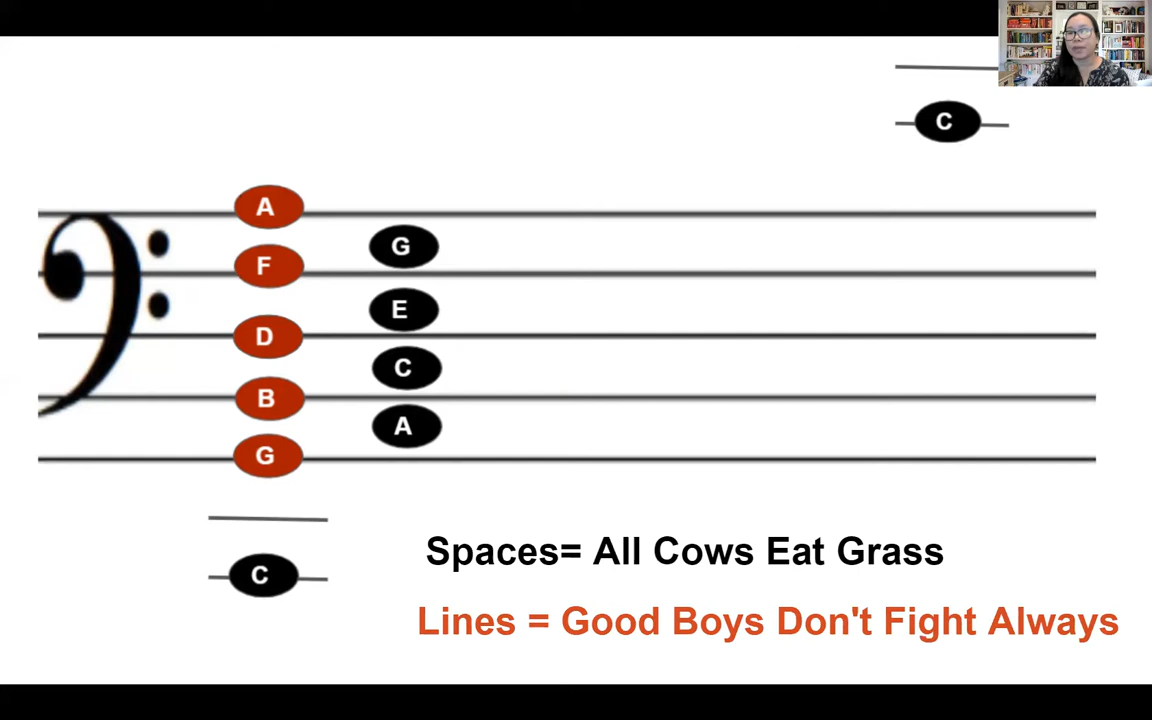 C
A
G
F
E
D
C
B
A
G
C
Spaces= All Cows Eat Grass
Lines = Good Boys Don't Fight Always